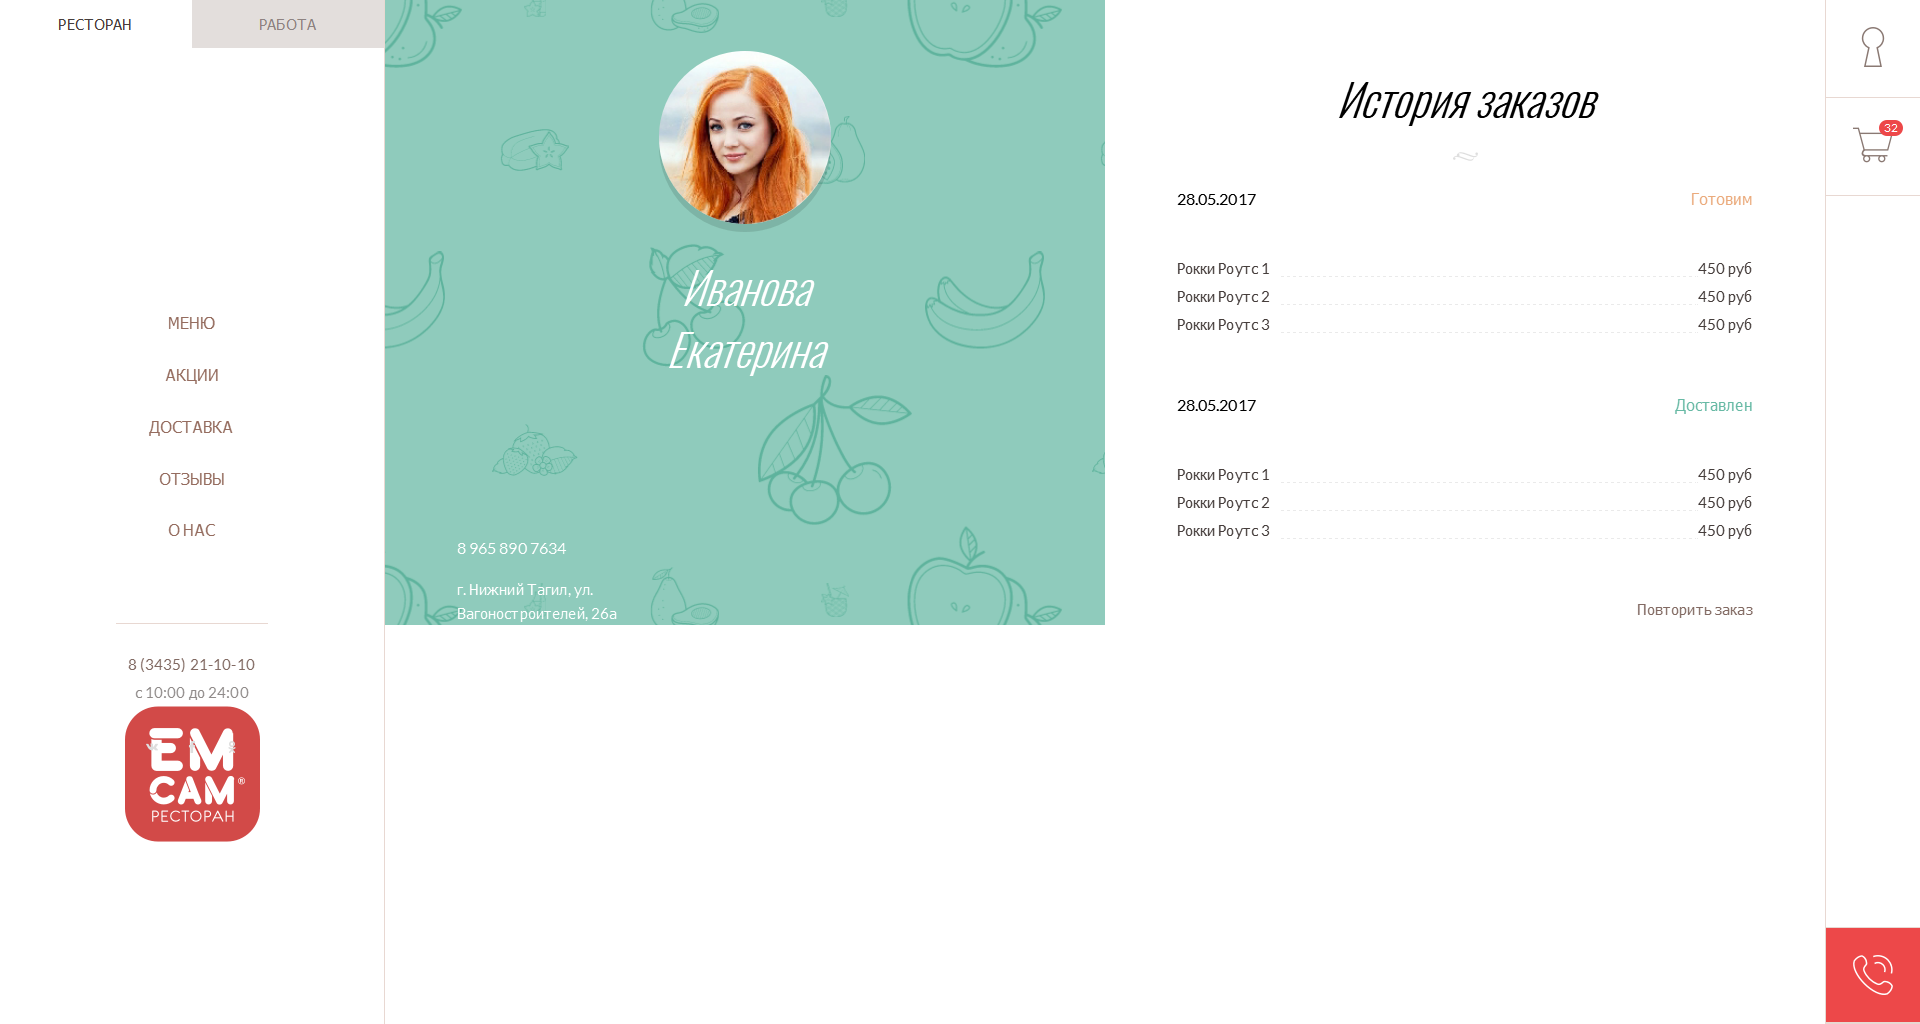 РЕСТОРАН
РАБОТА
МЕНЮ
АКЦИИ
ДОСТАВКА
ОТЗЫВЫ
О НАС
8 (3435) 21-10-10
с 10:00 до 24:00
ЕМ
САМ®
РЕСТОРАН
Иванова
Екатерина
8 965 890 7634
г. Нижний Тагил, ул.
Вагоностроителей, 26а
История заказов
28.05.2017 Готовим
Рокки Роутс 1 450 руб
Рокки Роутс 2 450 руб
Рокки Роутс 3 450 руб
28.05.2017 Доставлен
Рокки Роутс 1 450 руб
Рокки Роутс 2 450 руб
Рокки Роутс 3 450 руб
Повторить заказ
32